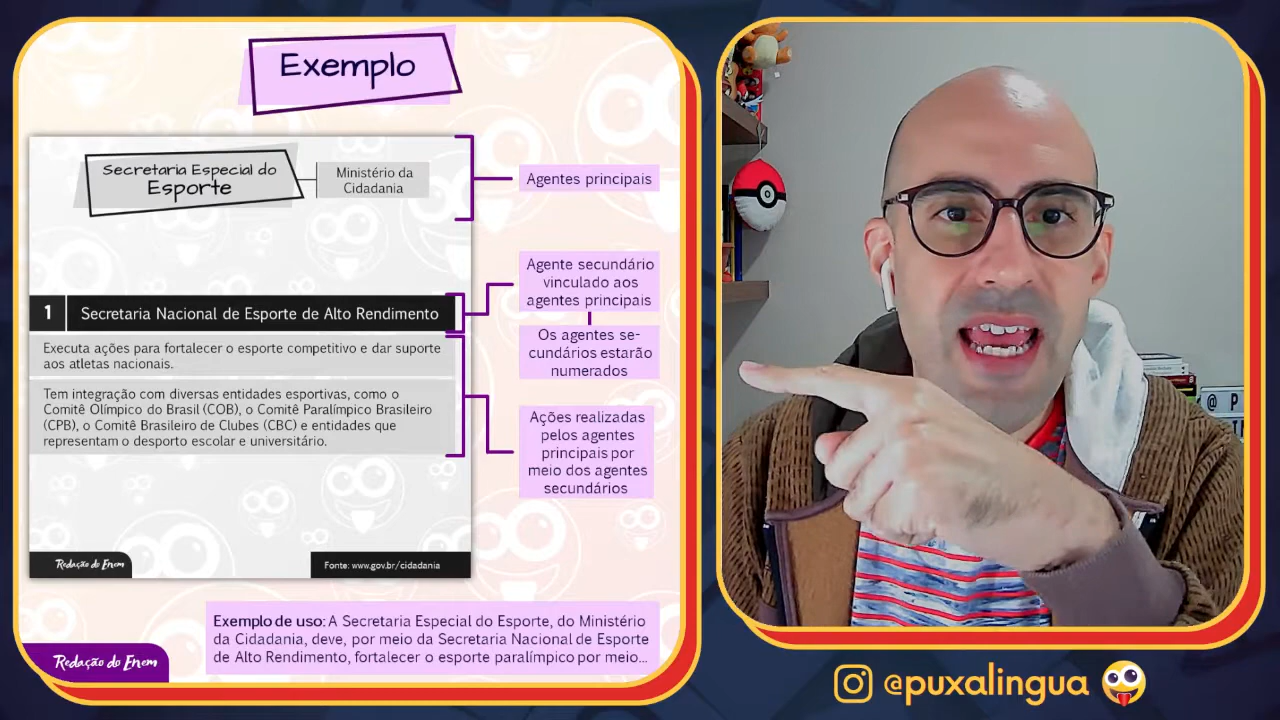 Exemplo
Secretaria Especial do
Esporte
Ministério da
Cidadania
Agentes principais
1
Secretaria Nacional de Esporte de Alto Rendimento
Agente secundário
vinculado aos
agentes principais
Os agentes se-
cundários estarão
numerados
Executa ações para fortalecer o esporte competitivo e dar suporte
aos atletas nacionais.
Tem integração com diversas entidades esportivas, como o
Comitê Olímpico do Brasil (COB), o Comitê Paralímpico Brasileiro
(CPB), o Comitê Brasileiro de Clubes (CBC) e entidades que
representam o desporto escolar e universitário.
Ações realizadas
pelos agentes
principais por
meio dos agentes
secundários
Redação do Enem
Fonte: www.gov.br/cidadania
Exemplo de uso: A Secretaria Especial do Esporte, do Ministério
da Cidadania, deve, por meio da Secretaria Nacional de Esporte
de Alto Rendimento, fortalecer o esporte paralímpico por meio...
Redação do Enem
@ P
@puxalingua